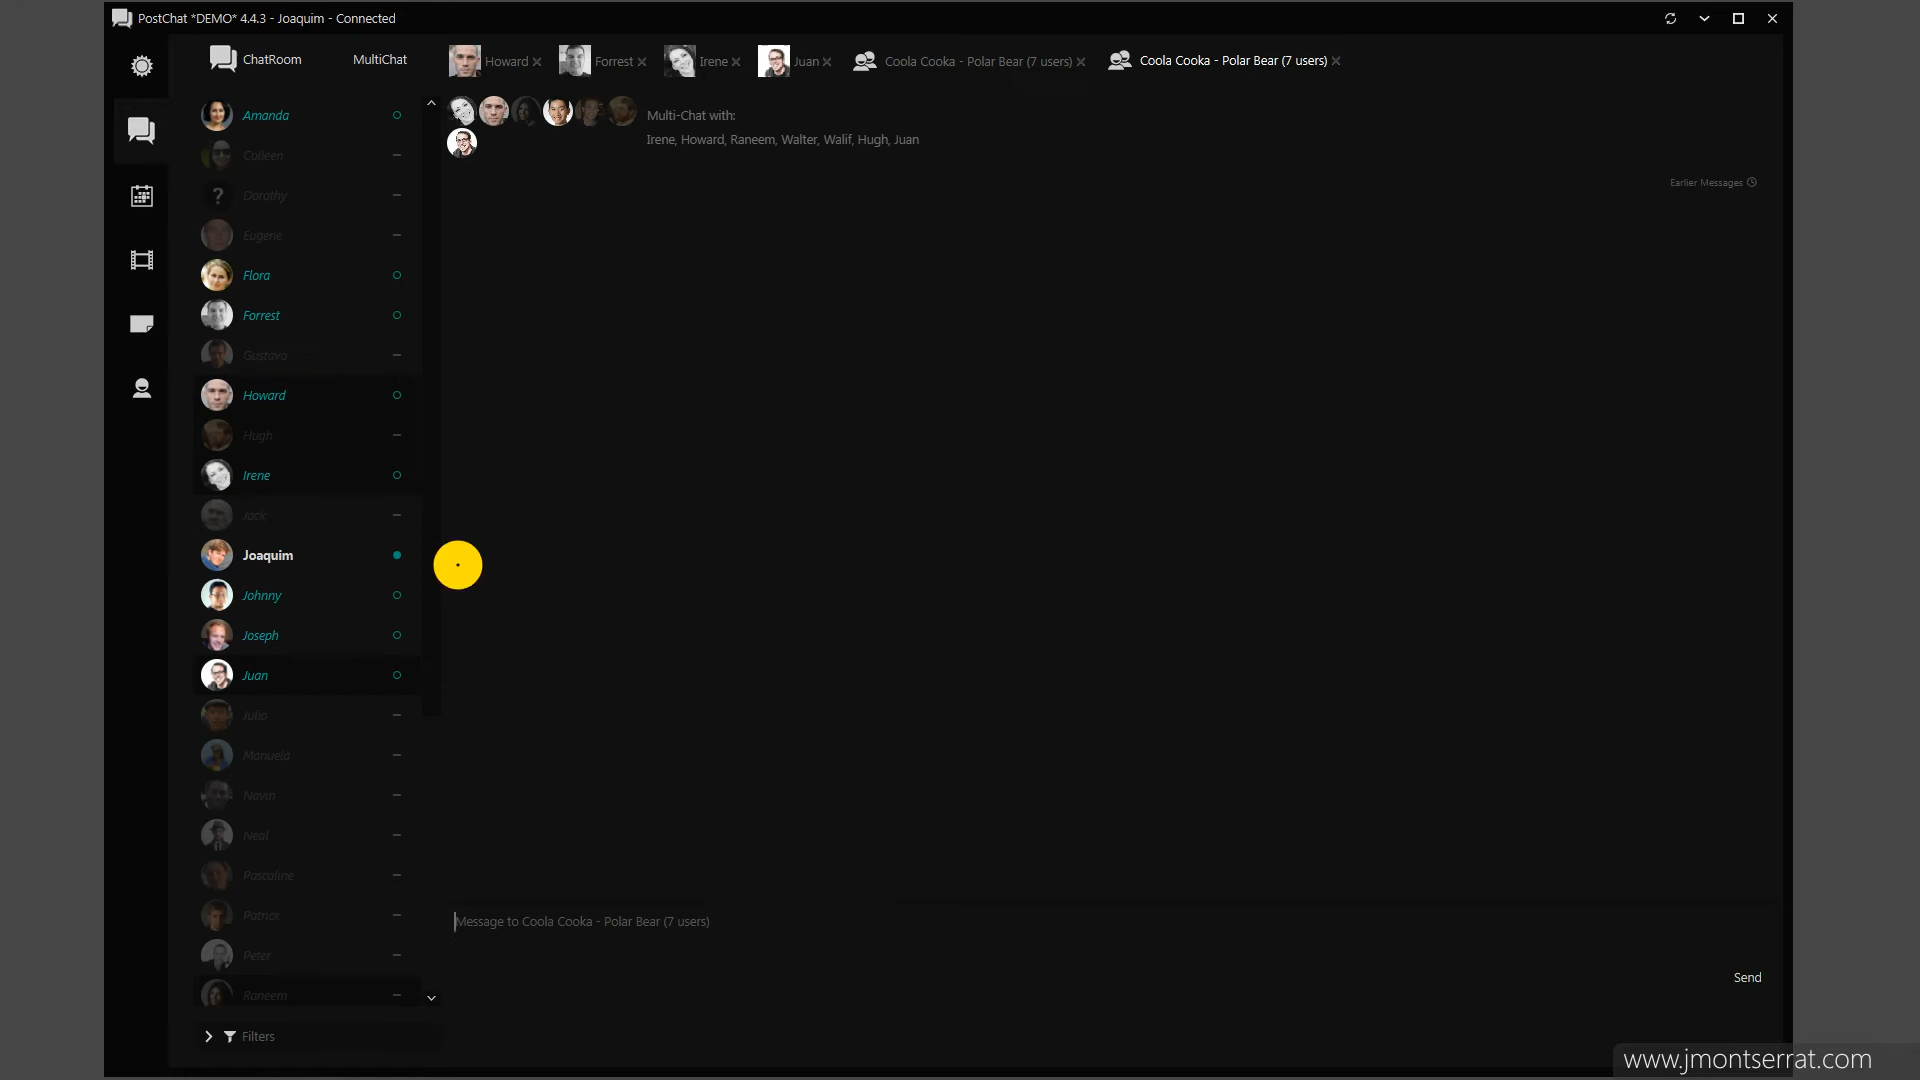 PostChat *DEMO* 4.4.3 - Joaquim - Connected
ChatRoom
MultiChat
Howard
Forrest
Irene
Juan
Coola Cooka - Polar Bear (7 users)
Coola Cooka - Polar Bear (7 users)
Amanda
Colleen
Dorothy
Eugene
Flora
Forrest
Gustavo
Howard
Hugh
Irene
Jack
Joaquim
Johnny
Joseph
Juan
Julio
Manuela
Navin
Neal
Pascaline
Patrick
Peter
Raneem
Filters
Multi-Chat with:
Irene, Howard, Raneem, Walter, Walif, Hugh, Juan
Earlier Messages
Message to Coola Cooka - Polar Bear (7 users)
Send
www.jmontserrat.com